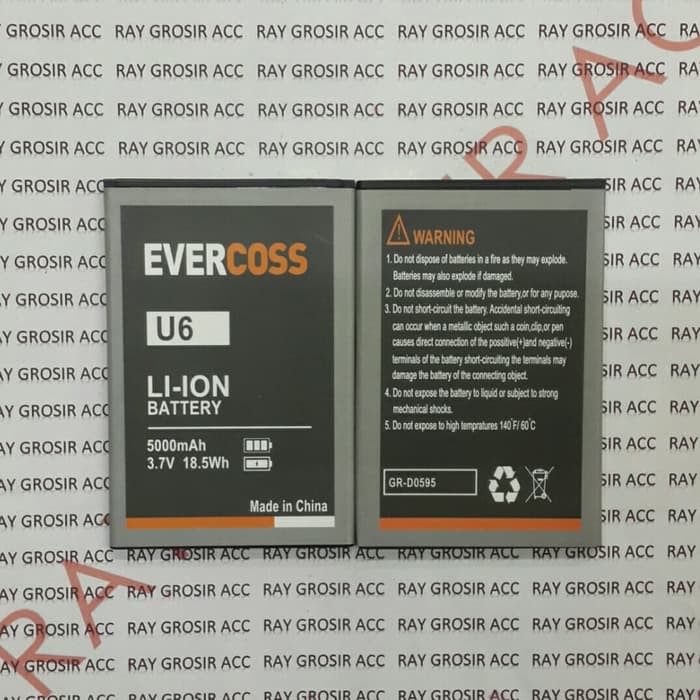 RAY GROSIR ACC
EVERCOSS
U6
LI-ION
BATTERY
5000mAh
3.7V 18.5Wh
Made in China
WARNING
1. Do not dispose of batteries in a fire as they may explode.
Batteries may also explode if damaged.
2. Do not disassemble or modify the battery,or for any pupose.
3. Do not short-circuit the battery. Accidental short-circuiting
can occur when a metallic object such a coin,clip,or pen
causes direct connection of the possitive(+)and negative(-)
terminals of the battery short-circuiting the terminals may
damage the battery of the connecting object.
4. Do not expose the battery to liquid or subject to strong
mechanical shocks.
5. Do not expose to high tempratures 140°F/ 60°C
GR-D0595